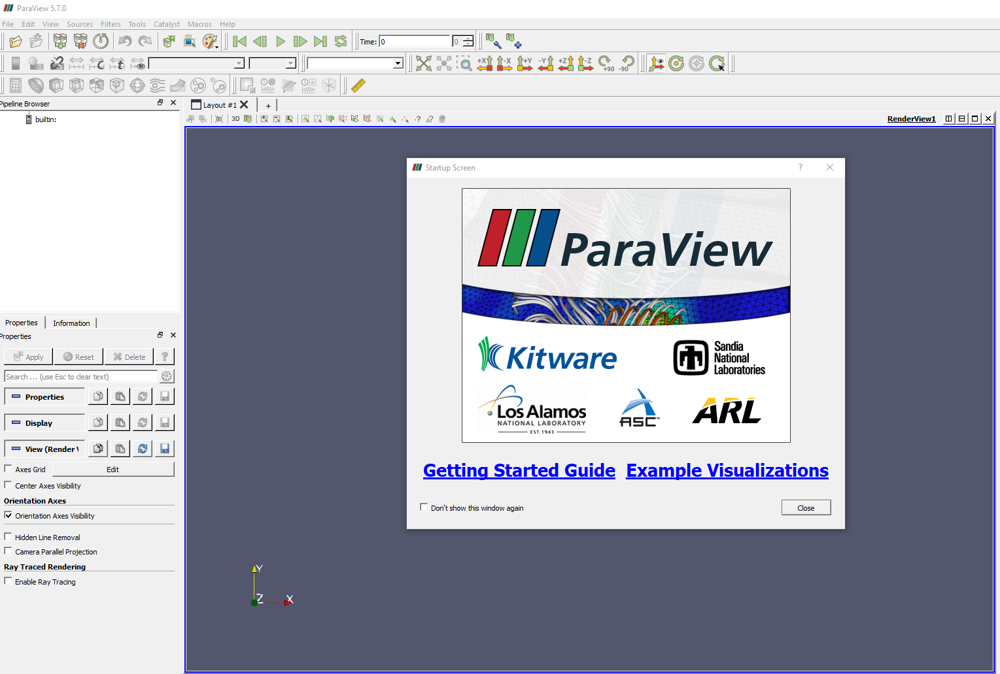 ParaView 5.7.0
File Edit View Sources Filters Tools Catalyst Macros Help
Time: 0 0
+X -X +Y -Y +Z -Z +90 -90
Pipeline Browser
builtin:
Layout #1 +
3D RenderView1
Startup Screen ?
ParaView
Kitware
Sandia
National
Laboratories
Los Alamos
NATIONAL LABORATORY
EST.1943
ASC™
ARL
Getting Started Guide Example Visualizations
Don't show this window again
Close
Properties Information
Properties
Apply Reset Delete ?
Search ... (use Esc to clear text)
Properties
Display
View (Render V
Axes Grid Edit
Center Axes Visibility
Orientation Axes
Orientation Axes Visibility
Hidden Line Removal
Camera Parallel Projection
Ray Traced Rendering
Enable Ray Tracing
Y
Z X